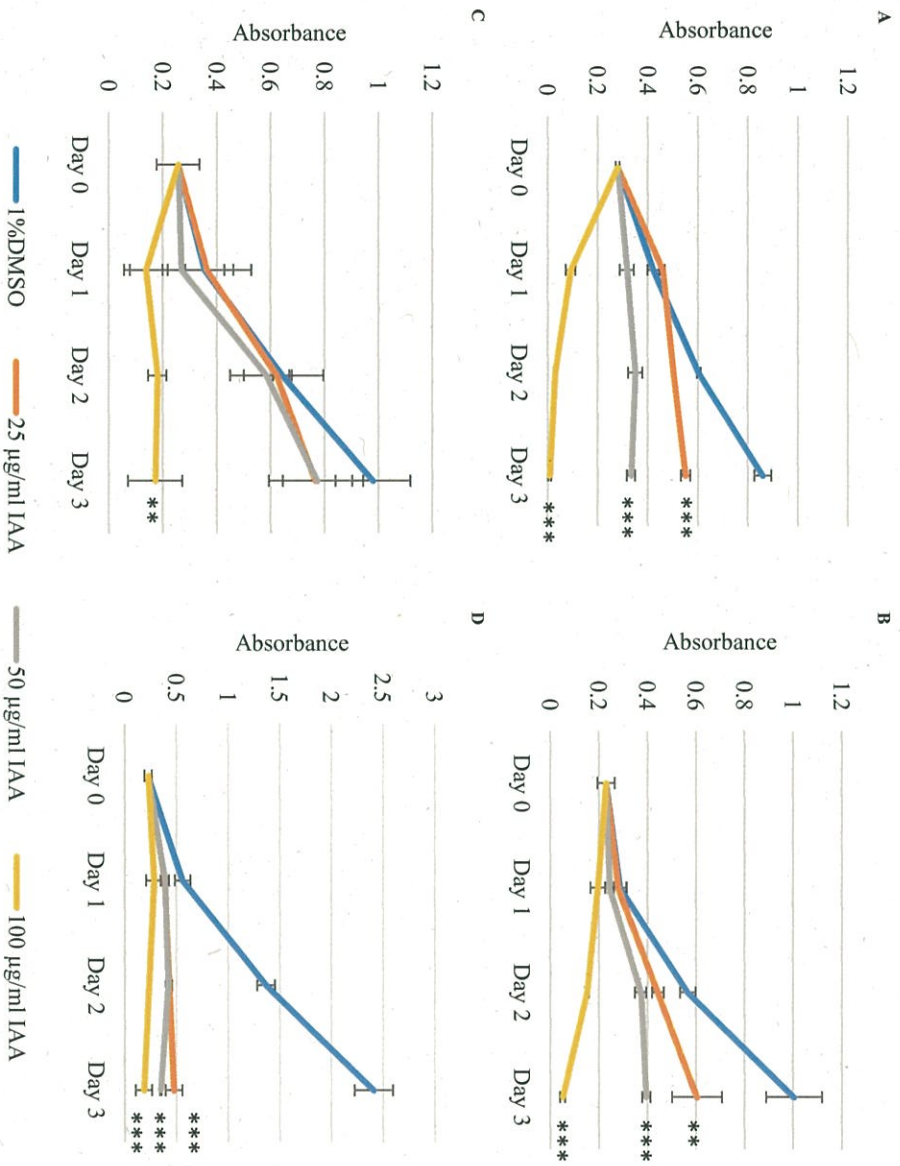 A
Absorbance
1.2
1
0.8
0.6
0.4
0.2
0
Day 0
Day 1
Day 2
Day 3
***
***
***
B
Absorbance
1.2
1
0.8
0.6
0.4
0.2
0
Day 0
Day 1
Day 2
Day 3
**
***
***
C
Absorbance
1.2
1
0.8
0.6
0.4
0.2
0
Day 0
Day 1
Day 2
Day 3
**
D
Absorbance
3
2.5
2
1.5
1
0.5
0
Day 0
Day 1
Day 2
Day 3
***
***
***
1%DMSO
25 µg/ml IAA
50 µg/ml IAA
100 µg/ml IAA